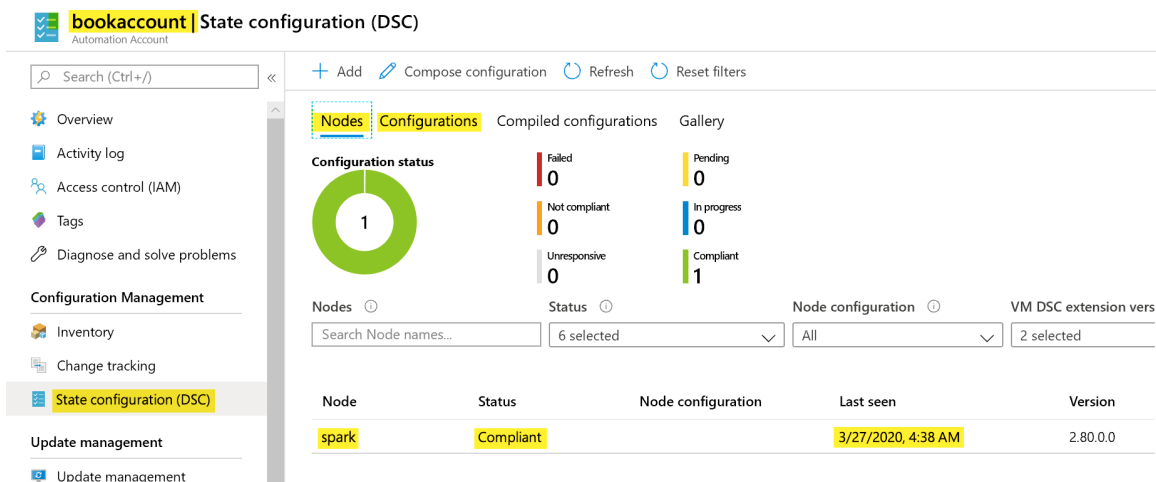 bookaccount | State configuration (DSC)
Automation Account
Search (Ctrl+/)
«
Overview
Activity log
Access control (IAM)
Tags
Diagnose and solve problems
Configuration Management
Inventory
Change tracking
State configuration (DSC)
Update management
Update management
Add Compose configuration Refresh Reset filters
Nodes Configurations Compiled configurations Gallery
Configuration status
1
Failed
0
Pending
0
Not compliant
0
In progress
0
Unresponsive
0
Compliant
1
Nodes Status Node configuration VM DSC extension vers
Search Node names... 6 selected All 2 selected
Node Status Node configuration Last seen Version
spark Compliant 3/27/2020, 4:38 AM 2.80.0.0